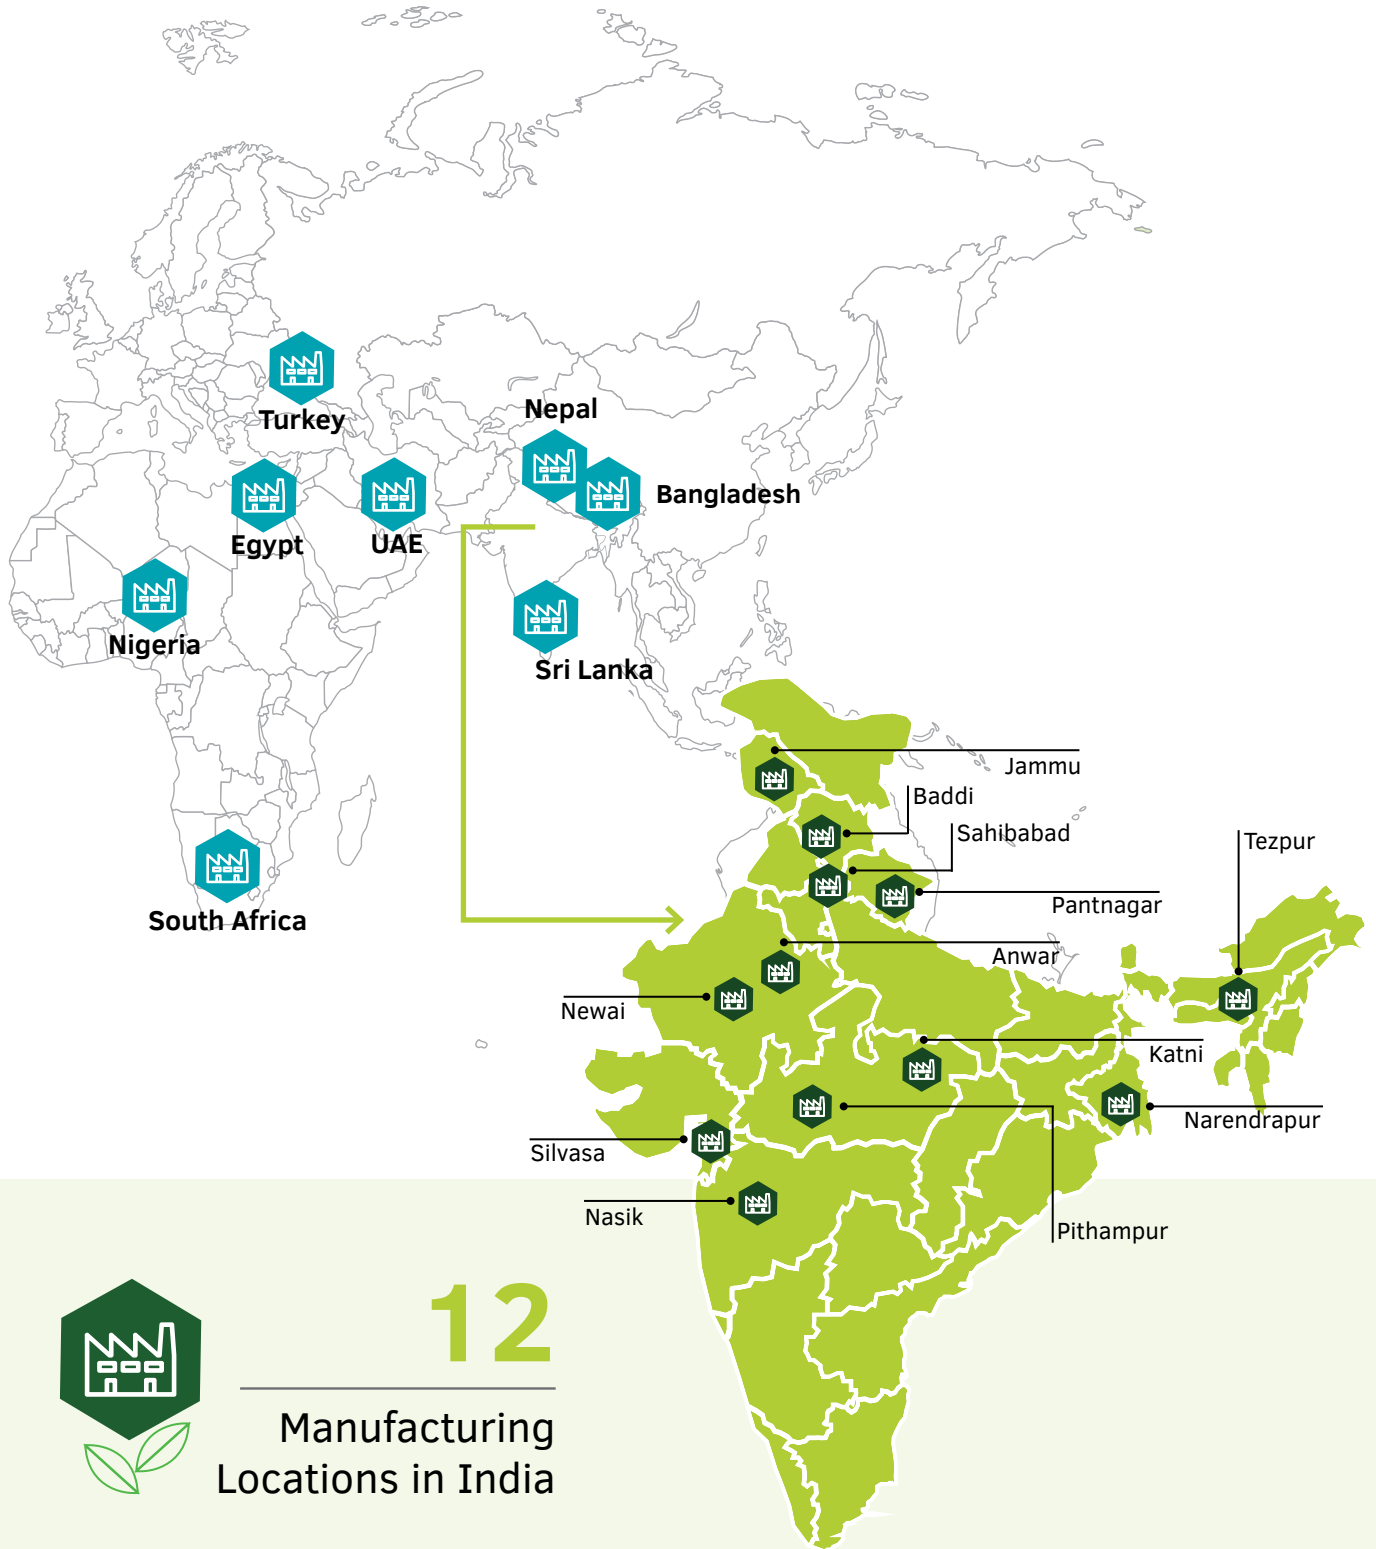 Turkey
Nepal
Bangladesh
Egypt
UAE
Nigeria
Sri Lanka
South Africa
Jammu
Baddi
Sahibabad
Tezpur
Pantnagar
Anwar
Newai
Katni
Narendrapur
Silvasa
Nasik
Pithampur
12
Manufacturing
Locations in India